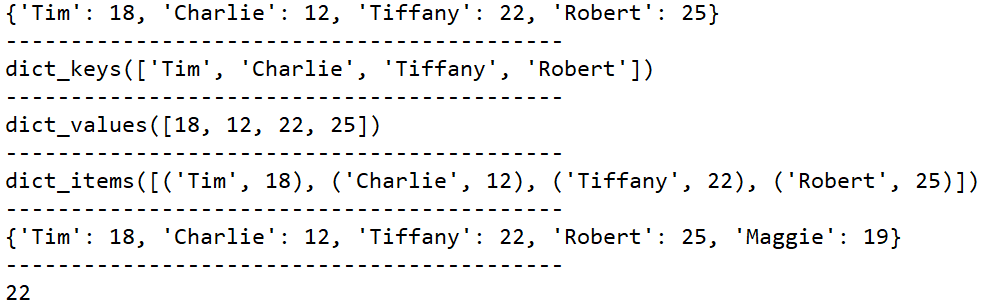 {'Tim': 18, 'Charlie': 12, 'Tiffany': 22, 'Robert': 25}
-------------------------------------------
dict_keys(['Tim', 'Charlie', 'Tiffany', 'Robert'])
-------------------------------------------
dict_values([18, 12, 22, 25])
-------------------------------------------
dict_items([('Tim', 18), ('Charlie', 12), ('Tiffany', 22), ('Robert', 25)])
-------------------------------------------
{'Tim': 18, 'Charlie': 12, 'Tiffany': 22, 'Robert': 25, 'Maggie': 19}
-------------------------------------------
22